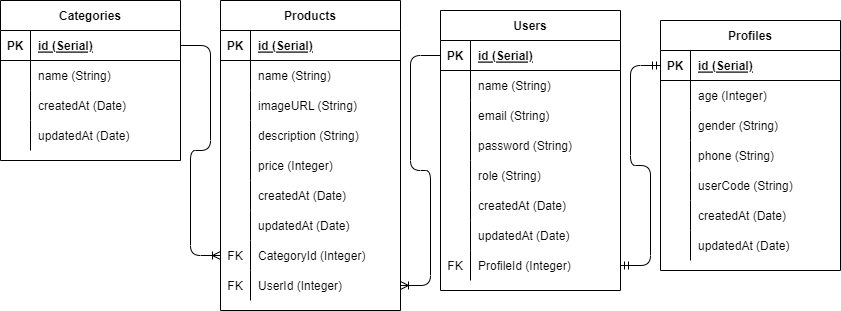 Categories
PK id (Serial)
name (String)
createdAt (Date)
updatedAt (Date)
Products
PK id (Serial)
name (String)
imageURL (String)
description (String)
price (Integer)
createdAt (Date)
updatedAt (Date)
FK CategoryId (Integer)
FK UserId (Integer)
Users
PK id (Serial)
name (String)
email (String)
password (String)
role (String)
createdAt (Date)
updatedAt (Date)
FK ProfileId (Integer)
Profiles
PK id (Serial)
age (Integer)
gender (String)
phone (String)
userCode (String)
createdAt (Date)
updatedAt (Date)